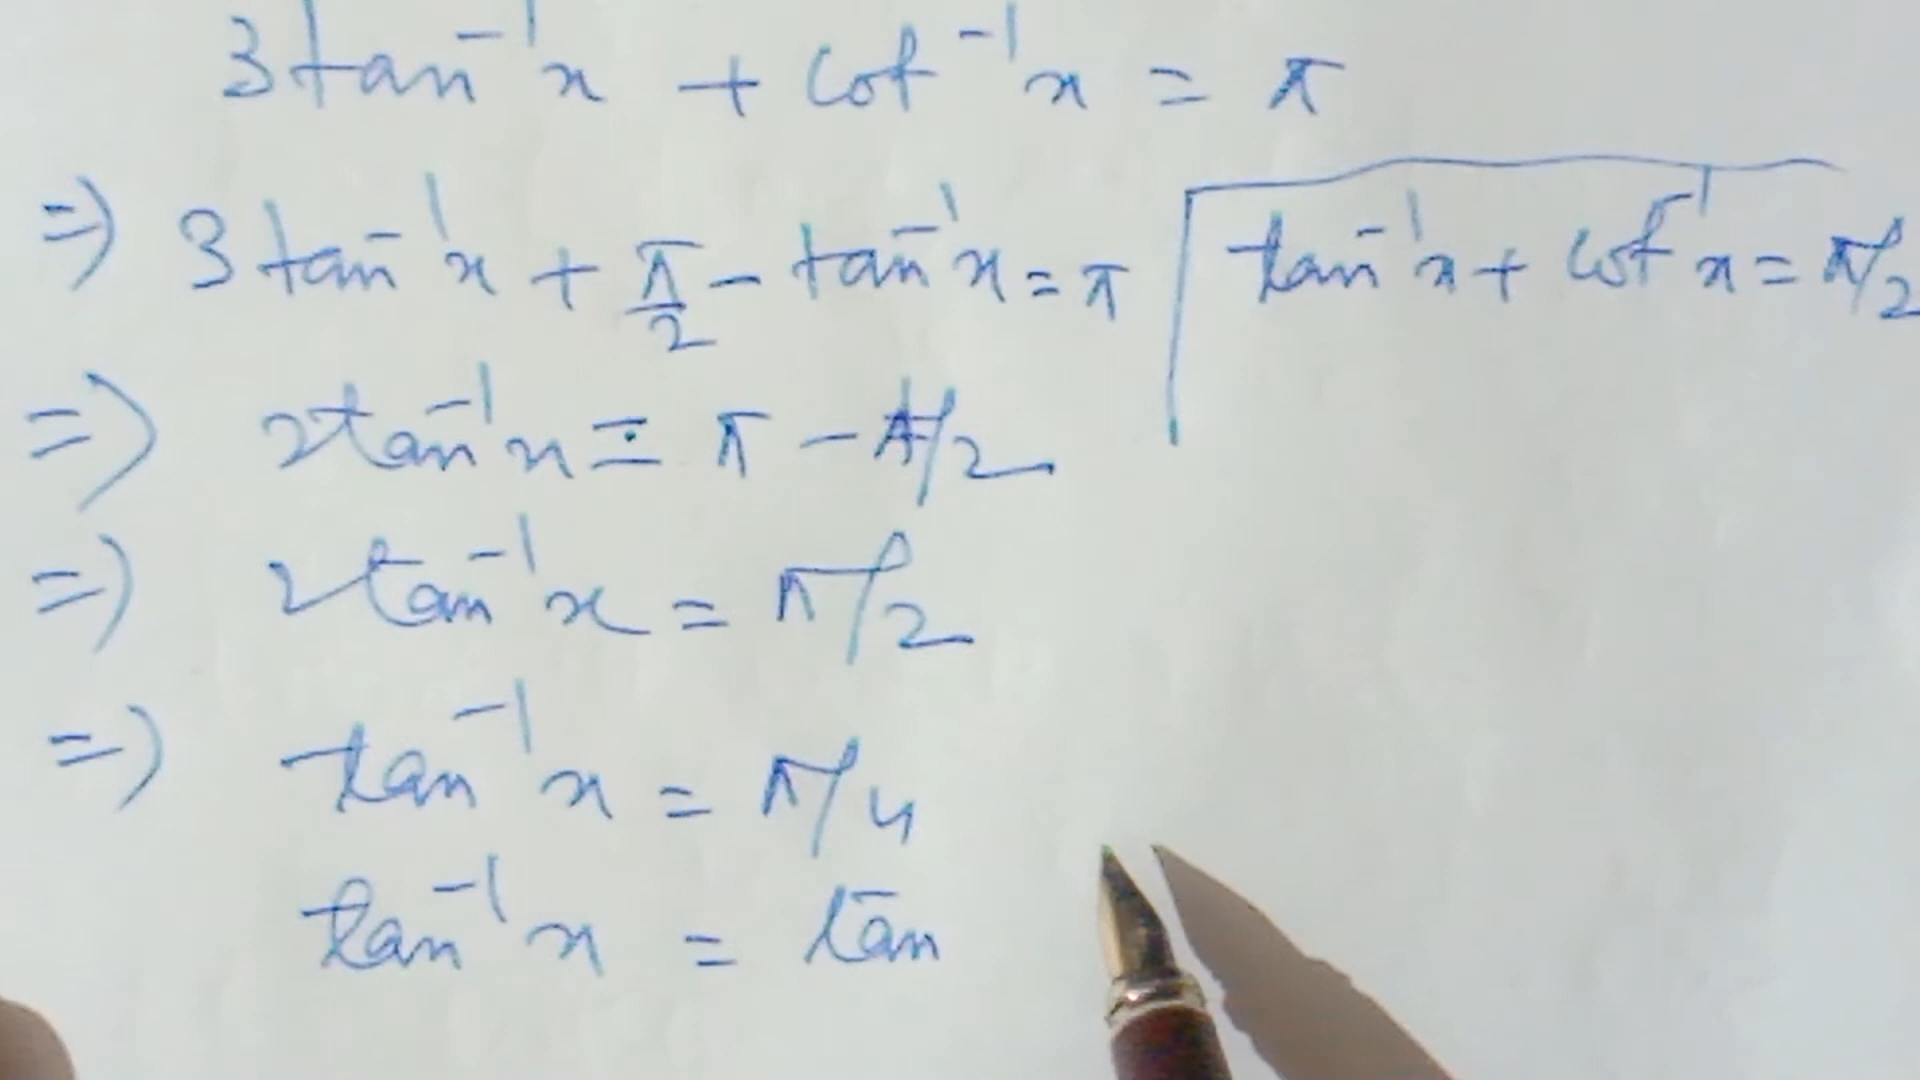 3tan⁻¹x + cot⁻¹x = π
⇒ 3tan⁻¹x + π/2 - tan⁻¹x = π
tan⁻¹x + cot⁻¹x = π/2
⇒ 2tan⁻¹x = π - π/2
⇒ 2tan⁻¹x = π/2
⇒ tan⁻¹x = π/4
tan⁻¹x = tan⁻